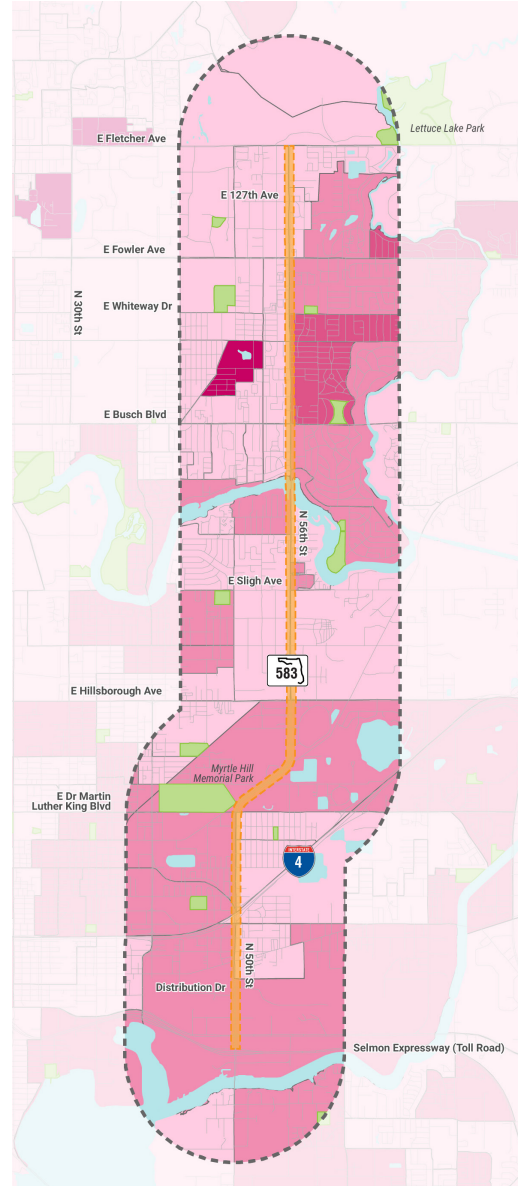 E Fletcher Ave
Lettuce Lake Park
E 127th Ave
E Fowler Ave
N 30th St
E Whiteway Dr
E Busch Blvd
N 56th St
E Sligh Ave
583
E Hillsborough Ave
Myrtle Hill
Memorial Park
E Dr Martin
Luther King Blvd
INTERSTATE
4
N 50th St
Distribution Dr
Selmon Expressway (Toll Road)